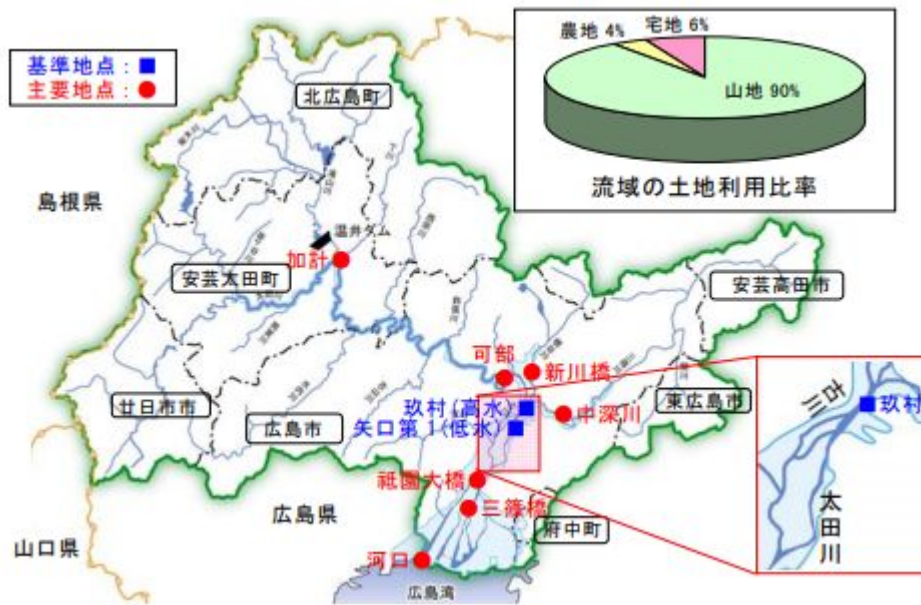 基準地点：■
主要地点：●
農地 4%
宅地 6%
山地 90%
流域の土地利用比率
北広島町
島根県
温井ダム
加計
安芸太田町
安芸高田市
可部
新川橋
廿日市市
広島市
玖村(高水)
矢口第1(低水)
中深川
東広島市
古川
玖村
太田川
祇園大橋
三篠橋
広島県
府中町
山口県
河口
広島湾